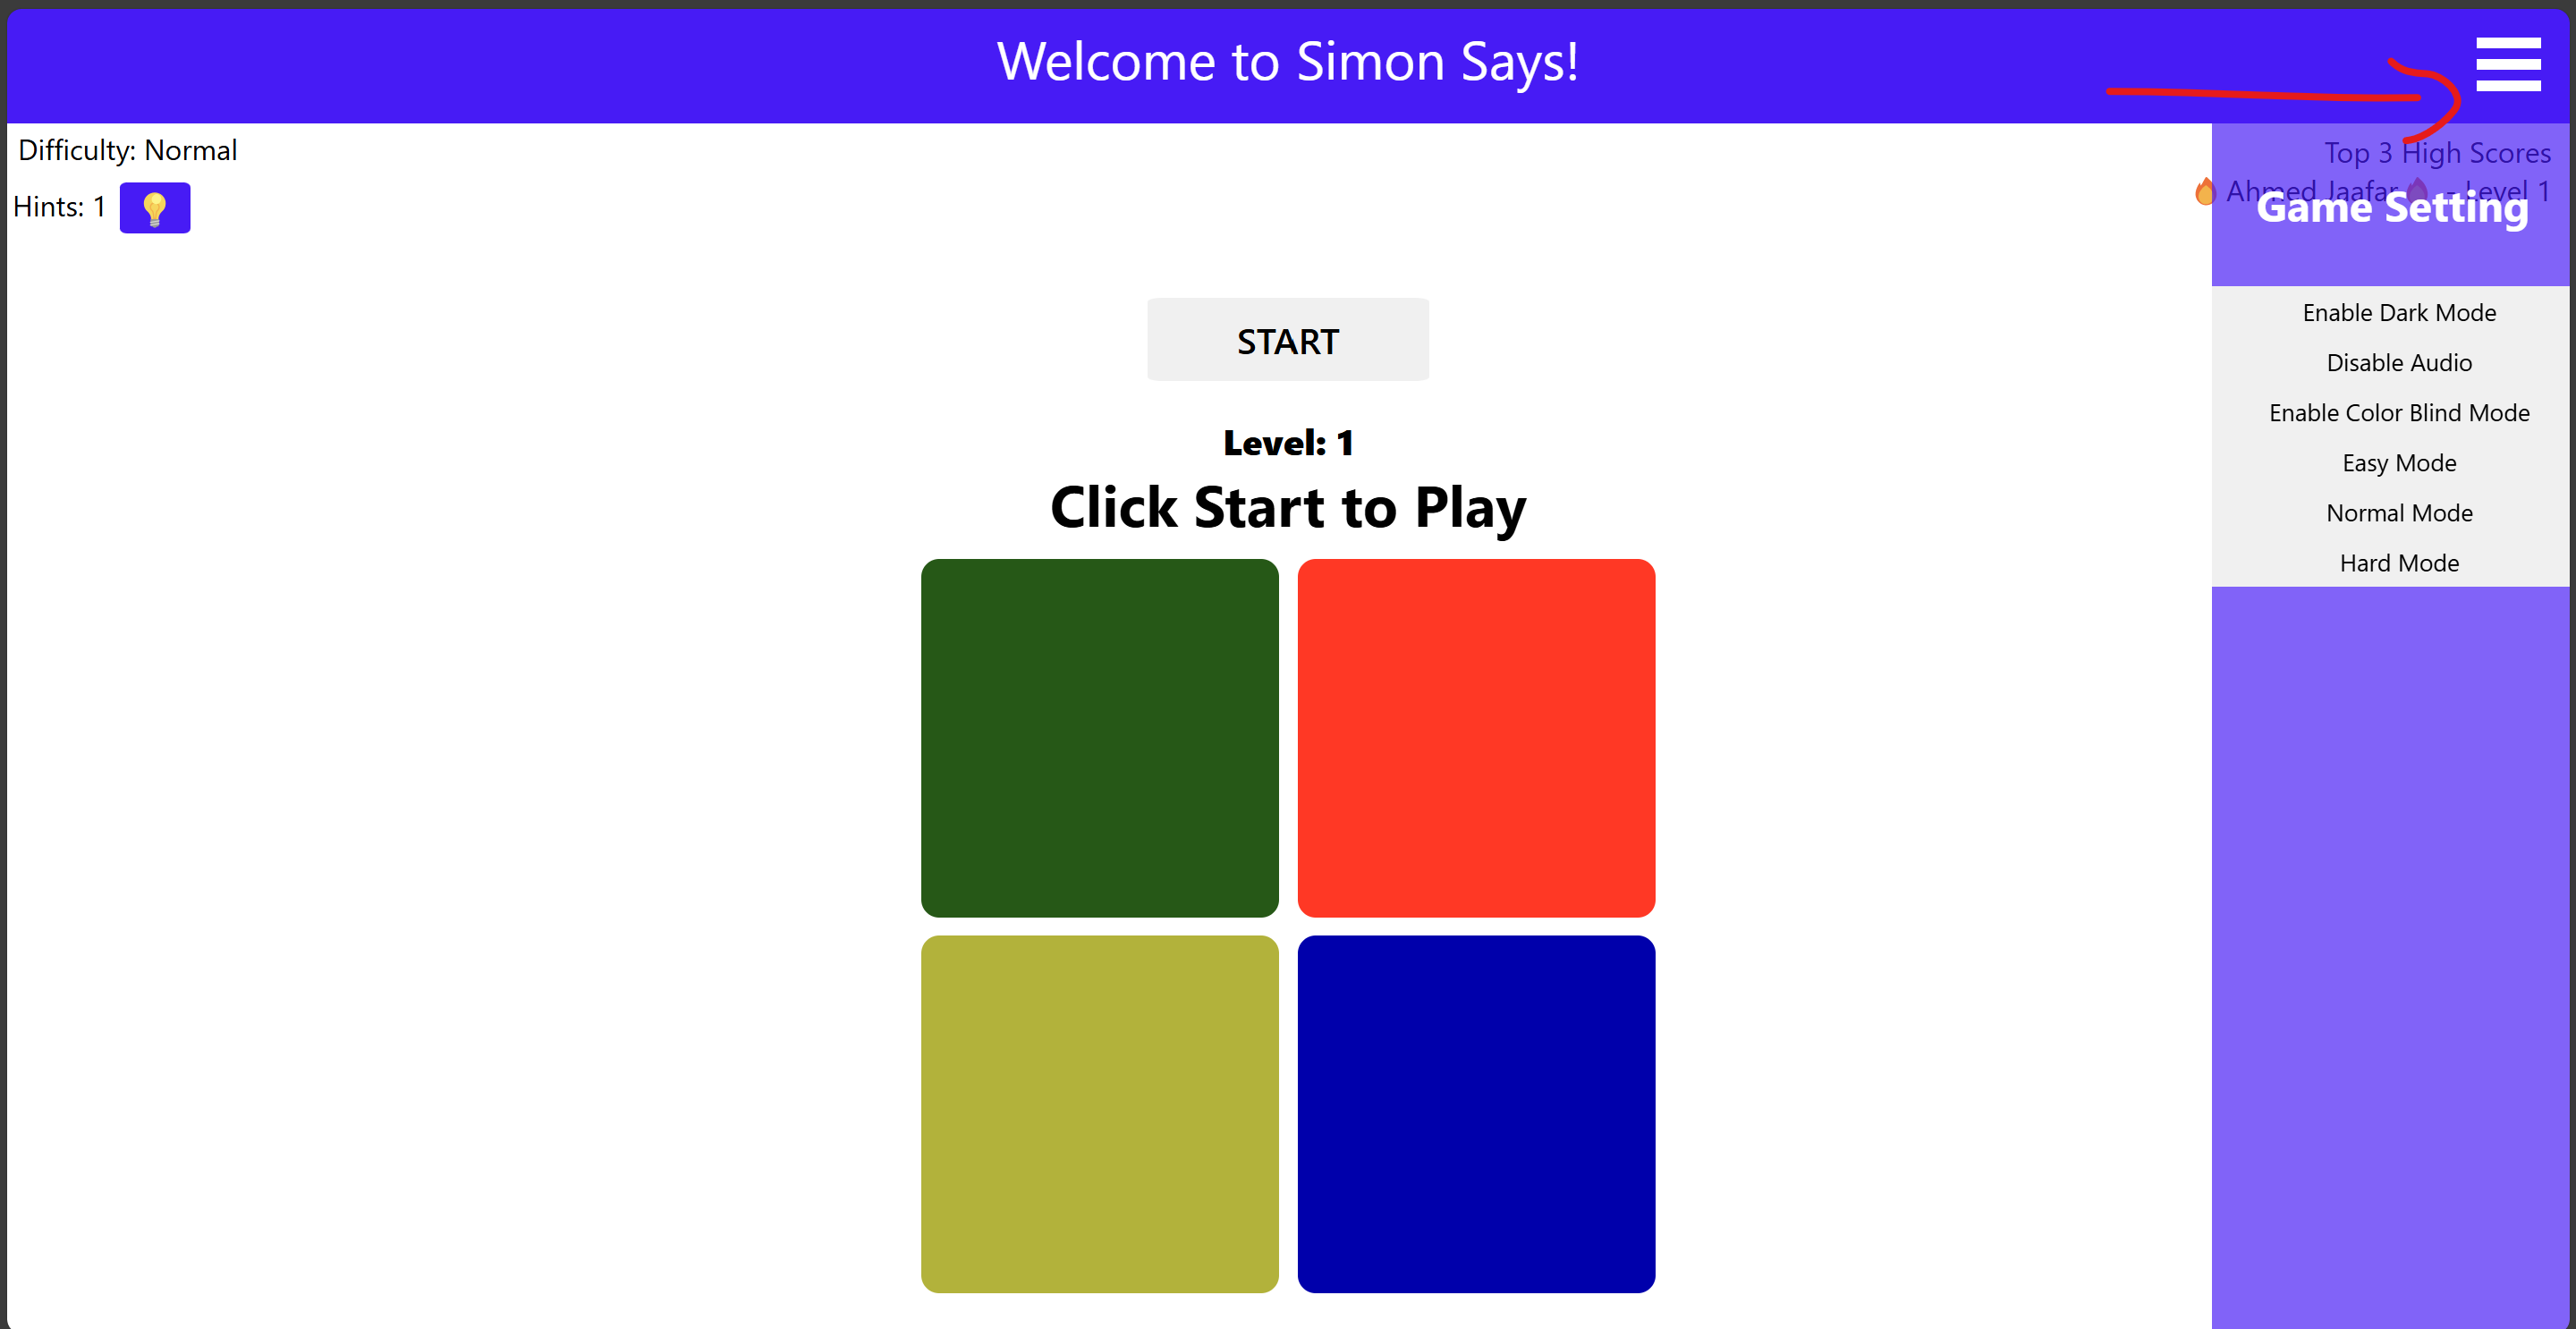 Welcome to Simon Says!
Difficulty: Normal
Hints: 1
Top 3 High Scores
🔥 Ahmed Jaafar 🔥 - Level 1
Game Setting
START
Level: 1
Click Start to Play
Enable Dark Mode
Disable Audio
Enable Color Blind Mode
Easy Mode
Normal Mode
Hard Mode